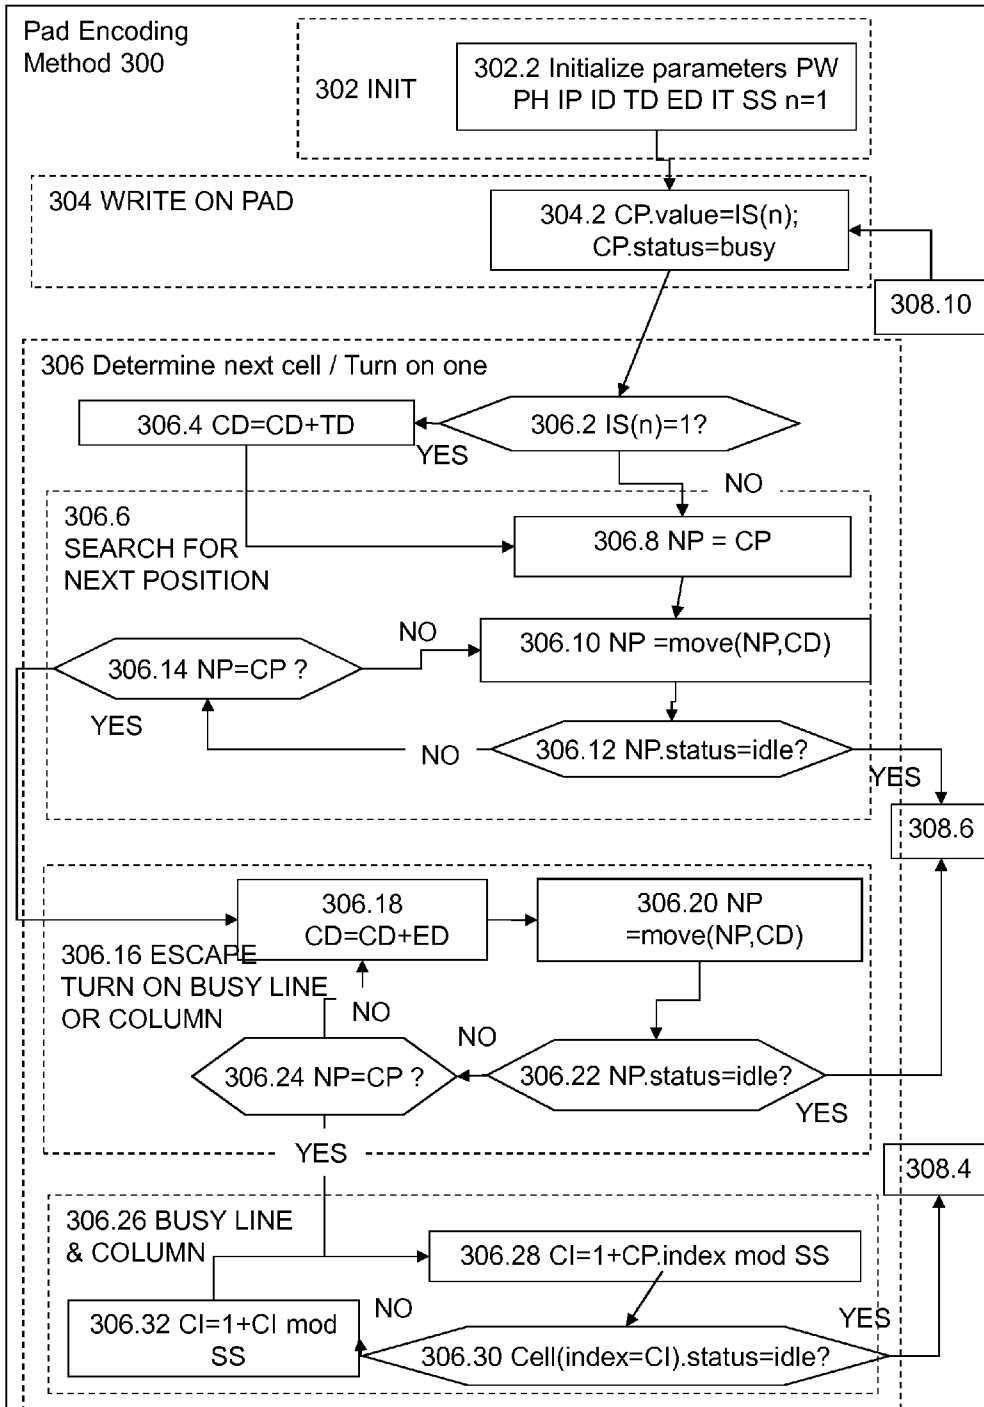 Pad Encoding
Method 300
302 INIT
302.2 Initialize parameters PW
PH IP ID TD ED IT SS n=1
304 WRITE ON PAD
304.2 CP.value=IS(n);
CP.status=busy
308.10
306 Determine next cell / Turn on one
306.4 CD=CD+TD
306.2 IS(n)=1?
YES
NO
306.6
SEARCH FOR
NEXT POSITION
306.8 NP = CP
NO
306.10 NP =move(NP,CD)
306.14 NP=CP ?
YES
NO
306.12 NP.status=idle?
YES
308.6
306.18
CD=CD+ED
306.20 NP
=move(NP,CD)
306.16 ESCAPE
TURN ON BUSY LINE
OR COLUMN
NO
NO
306.24 NP=CP ?
306.22 NP.status=idle?
YES
YES
308.4
306.26 BUSY LINE
& COLUMN
306.28 CI=1+CP.index mod SS
NO
YES
306.32 CI=1+CI mod
SS
306.30 Cell(index=CI).status=idle?